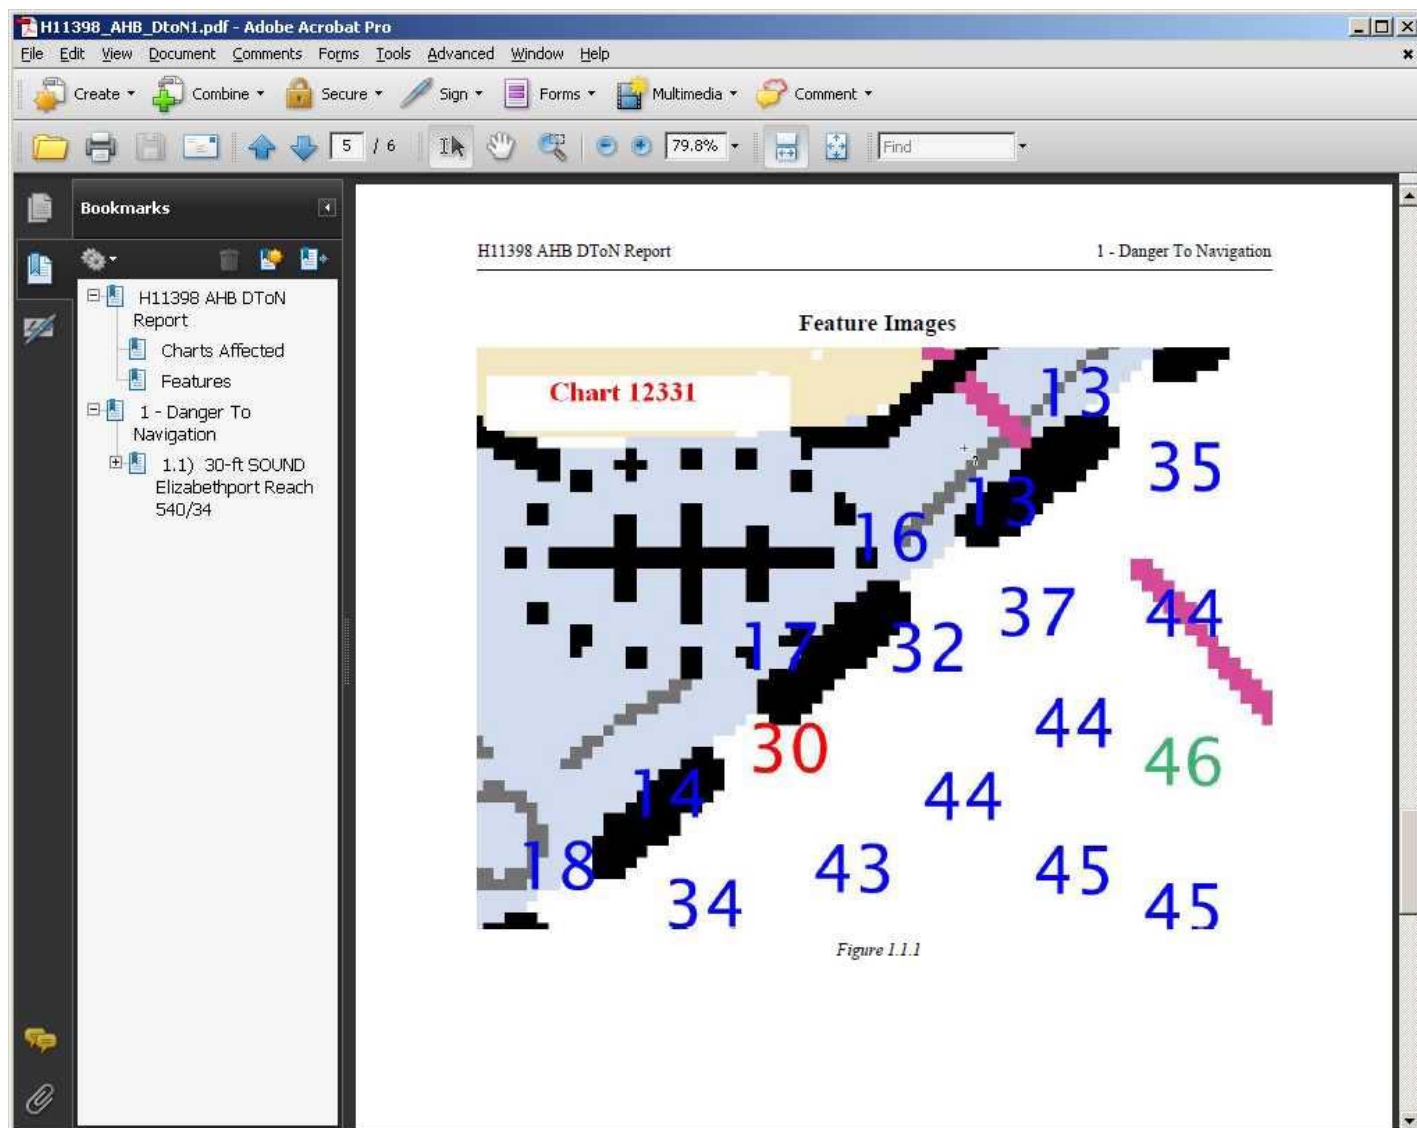 H11398_AHB_DtoN1.pdf - Adobe Acrobat Pro
File Edit View Document Comments Forms Tools Advanced Window Help
Create Combine Secure Sign Forms Multimedia Comment
5 / 6 79.8% Find
Bookmarks
H11398 AHB DToN
Report
Charts Affected
Features
1 - Danger To
Navigation
1.1) 30-ft SOUND
Elizabethport Reach
540/34
H11398 AHB DToN Report 1 - Danger To Navigation
Feature Images
Chart 12331
13
35
13
16
37
44
17
32
44
30
46
14
44
18
43
45
34
45
Figure 1.1.1